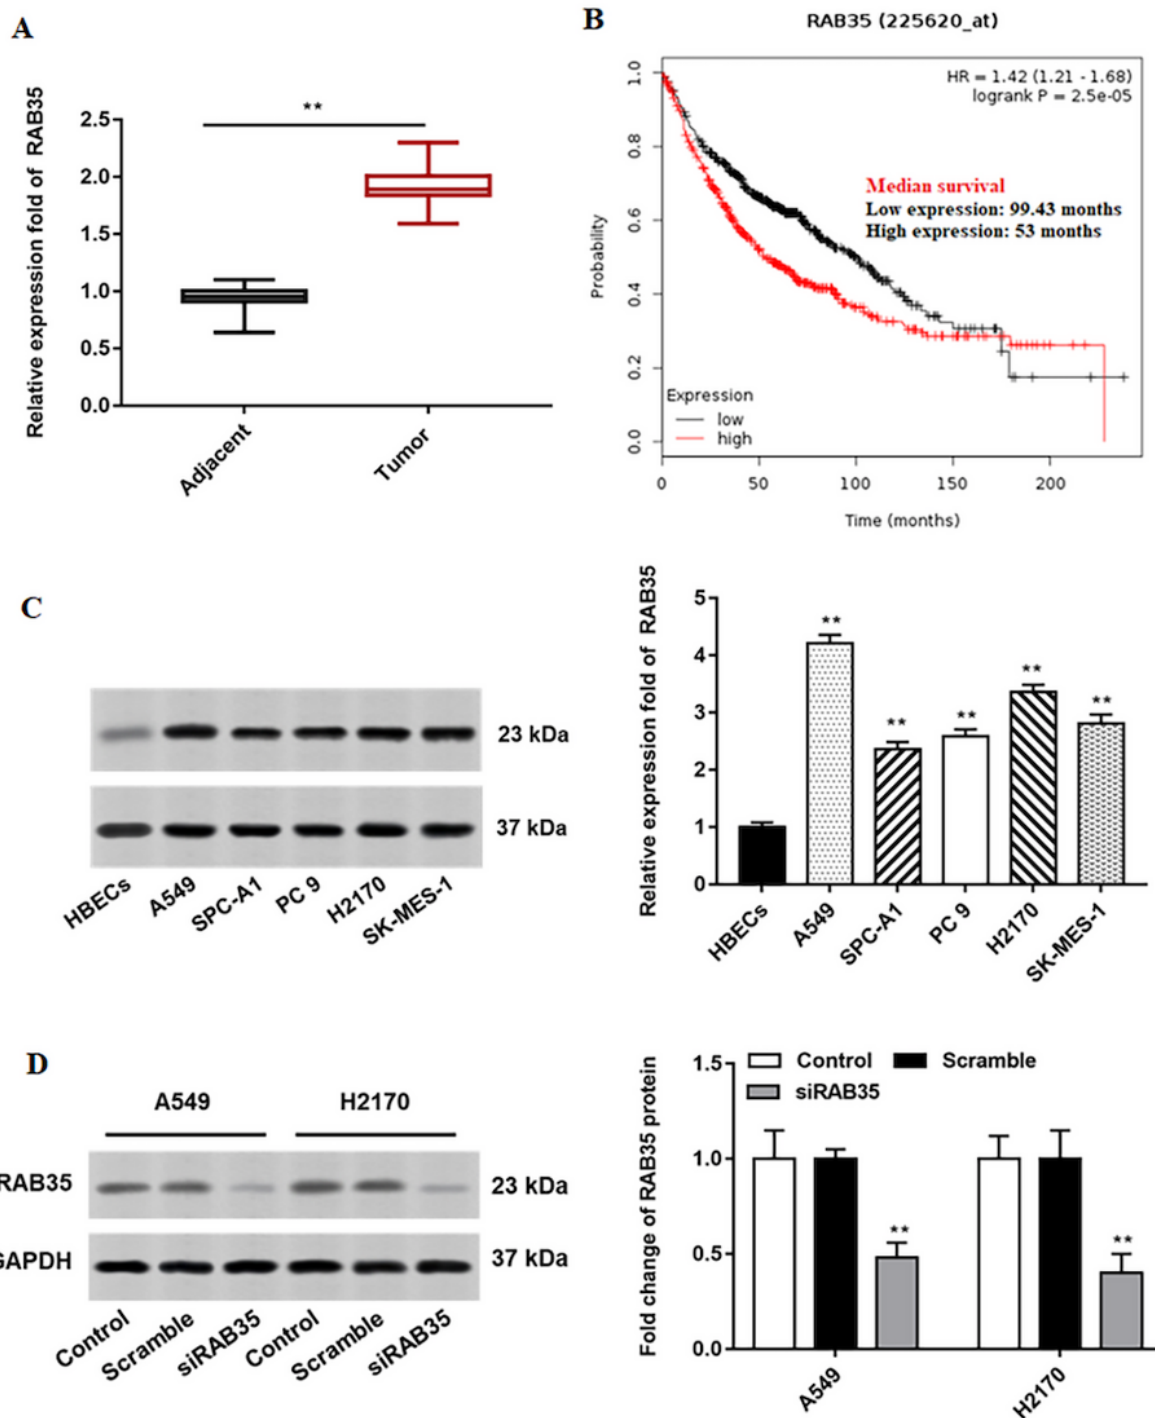 A
Relative expression fold of RAB35
2.5
2.0
1.5
1.0
0.5
0.0
**
Adjacent
Tumor
B
RAB35 (225620_at)
HR = 1.42 (1.21 - 1.68)
logrank P = 2.5e-05
Median survival
Low expression: 99.43 months
High expression: 53 months
Probability
1.0
0.8
0.6
0.4
0.2
0.0
Expression
low
high
0 50 100 150 200
Time (months)
C
23 kDa
37 kDa
HBECs
A549
SPC-A1
PC 9
H2170
SK-MES-1
Relative expression fold of RAB35
5
4
3
2
1
0
**
**
**
**
**
HBECs
A549
SPC-A1
PC 9
H2170
SK-MES-1
D
A549 H2170
RAB35
23 kDa
GAPDH
37 kDa
Control
Scramble
siRAB35
Control
Scramble
siRAB35
Fold change of RAB35 protein
1.5
1.0
0.5
0.0
Control Scramble
siRAB35
**
**
A549
H2170